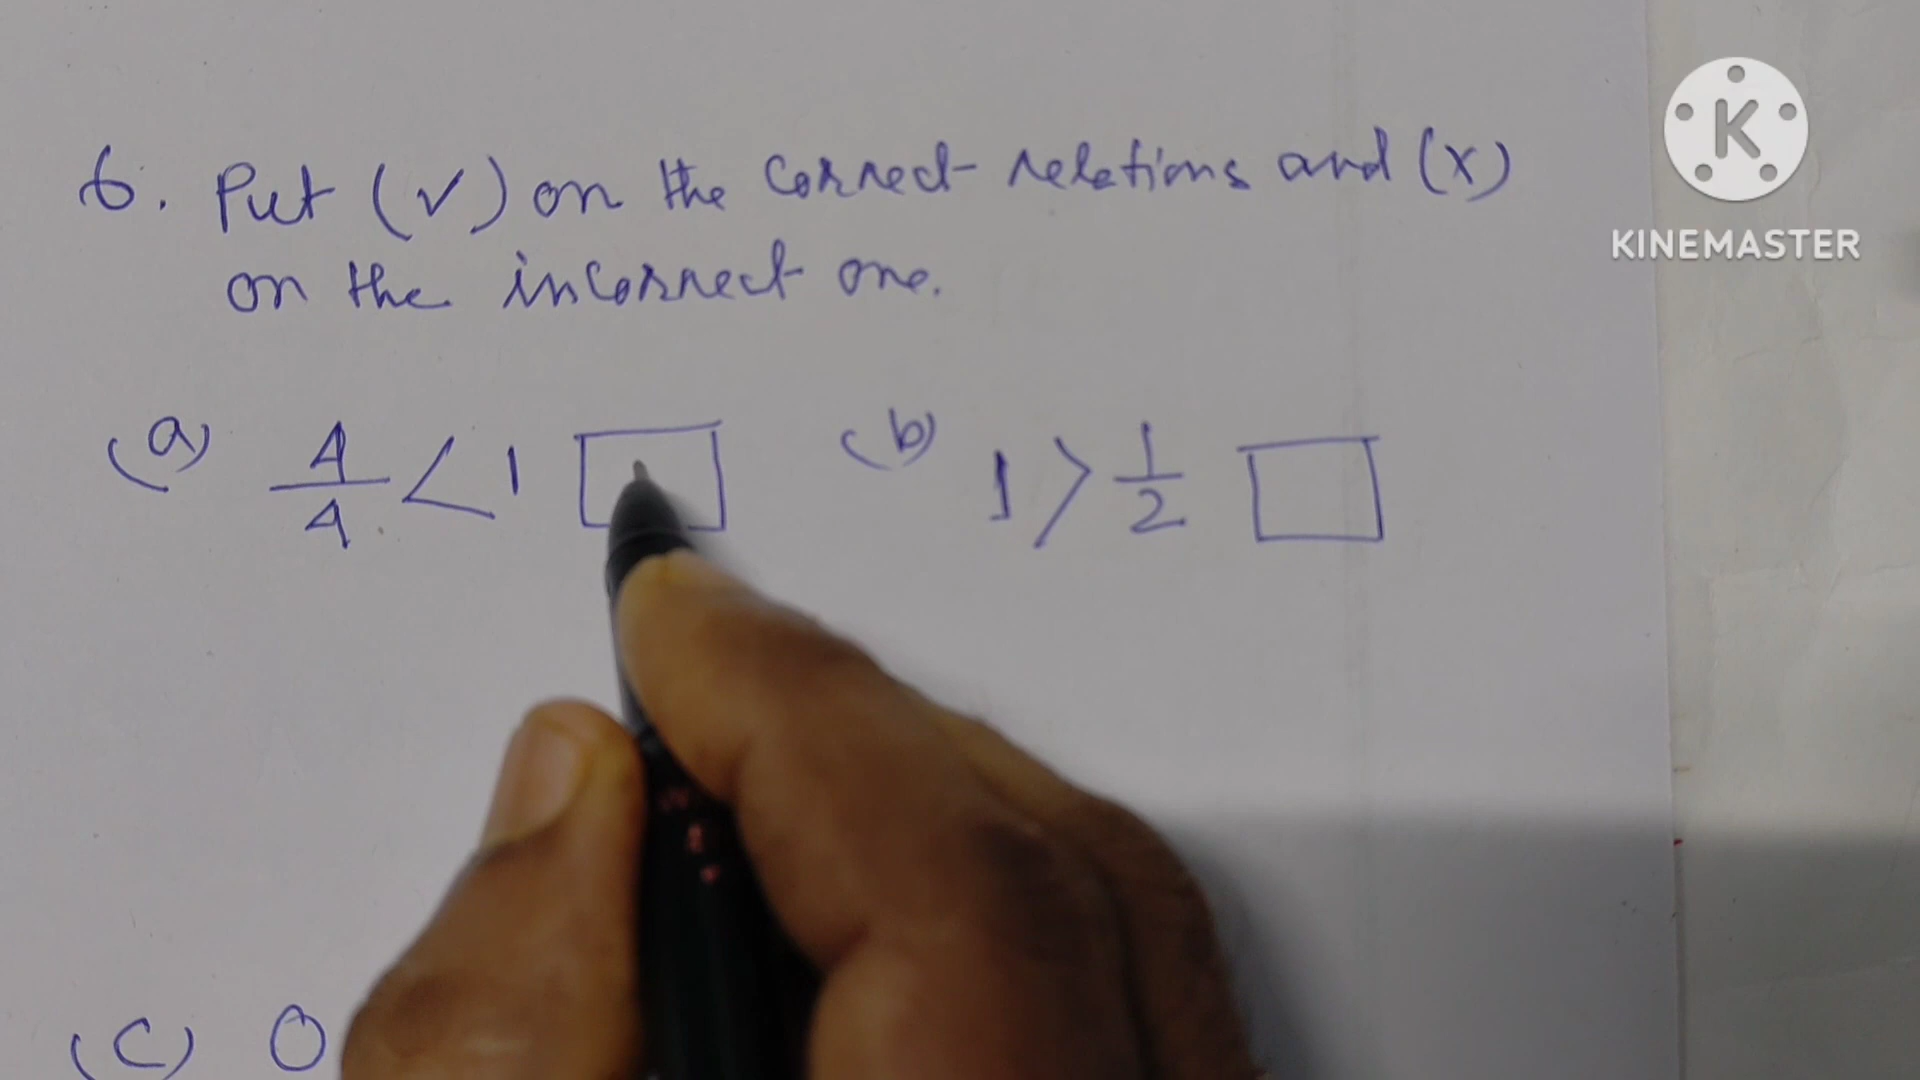 6. Put (√) on the correct relations and (x)
on the incorrect one.
(a) 4/4 < 1
(b) 1 > 1/2
(c) 0
K
KINEMASTER